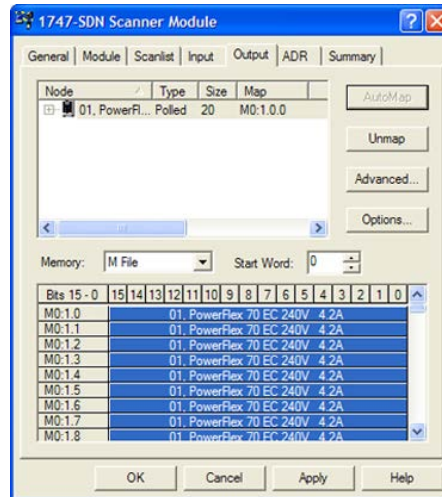 1747-SDN Scanner Module
General Module Scanlist Input Output ADR Summary
Node Type Size Map
01, PowerFl... Polled 20 M0:1.0.0
AutoMap
Unmap
Advanced...
Options...
Memory: M File Start Word: 0
Bits 15 - 0 15 14 13 12 11 10 9 8 7 6 5 4 3 2 1 0
M0:1.0 01, PowerFlex 70 EC 240V 4.2A
M0:1.1 01, PowerFlex 70 EC 240V 4.2A
M0:1.2 01, PowerFlex 70 EC 240V 4.2A
M0:1.3 01, PowerFlex 70 EC 240V 4.2A
M0:1.4 01, PowerFlex 70 EC 240V 4.2A
M0:1.5 01, PowerFlex 70 EC 240V 4.2A
M0:1.6 01, PowerFlex 70 EC 240V 4.2A
M0:1.7 01, PowerFlex 70 EC 240V 4.2A
M0:1.8 01, PowerFlex 70 EC 240V 4.2A
OK Cancel Apply Help